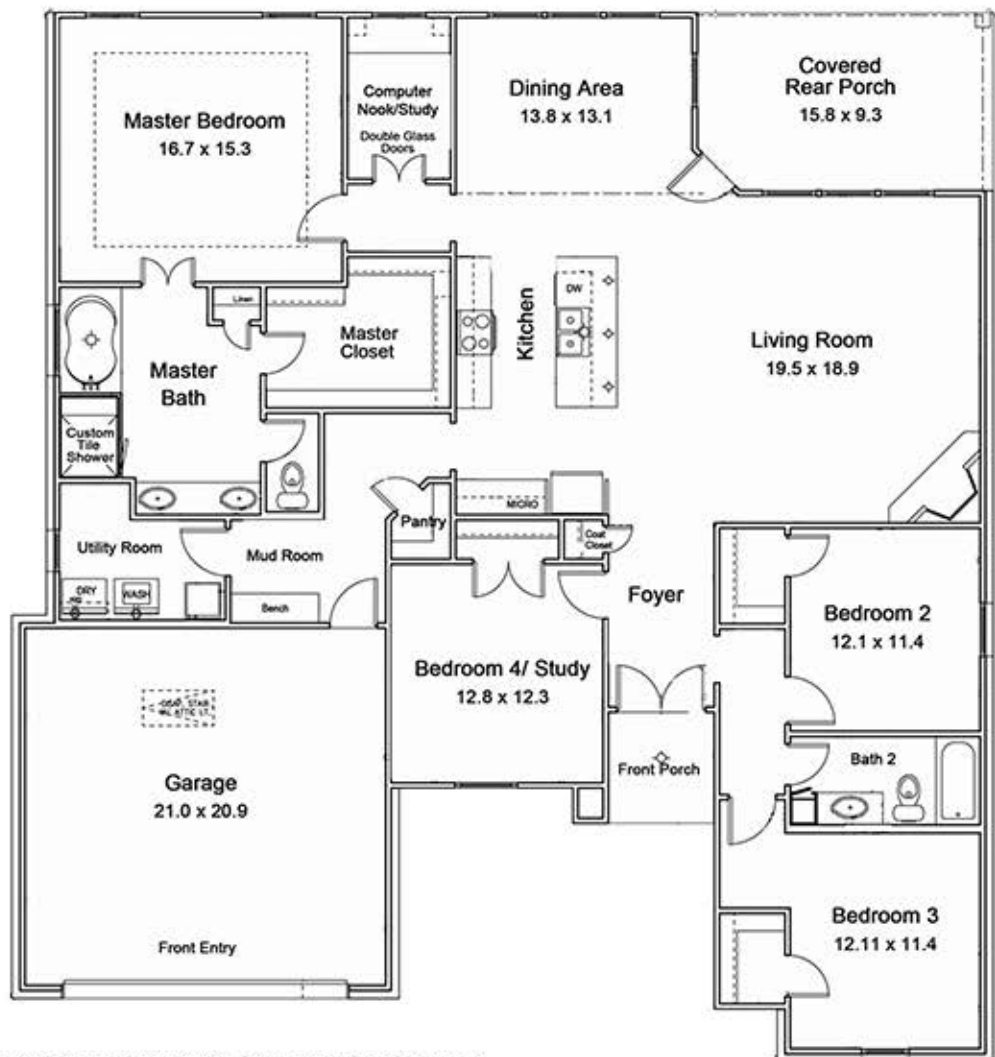 Master Bedroom
16.7 x 15.3
Computer
Nook/Study
Double Glass
Doors
Dining Area
13.8 x 13.1
Covered
Rear Porch
15.8 x 9.3
Linen
Master
Closet
Kitchen
DW
Living Room
19.5 x 18.9
Master
Bath
Custom
Tile
Shower
MICRO
Pantry
Coat
Closet
Utility Room
Mud Room
DRY
WASH
Bench
Foyer
Bedroom 2
12.1 x 11.4
Bedroom 4/ Study
12.8 x 12.3
Garage
21.0 x 20.9
Front Porch
Bath 2
Bedroom 3
12.11 x 11.4
Front Entry